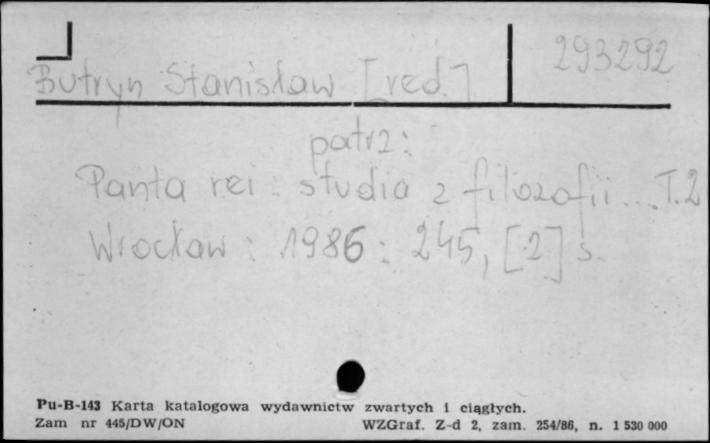 293292
Butryn Stanisław [red.]
patrz:
Panta rei : studia z filozofii... T.2
Wrocław : 1986 : 245, [2] s.
Pu-B-143 Karta katalogowa wydawnictw zwartych i ciągłych.
Zam nr 445/DW/ON WZGraf. Z-d 2, zam. 254/86, n. 1 530 000